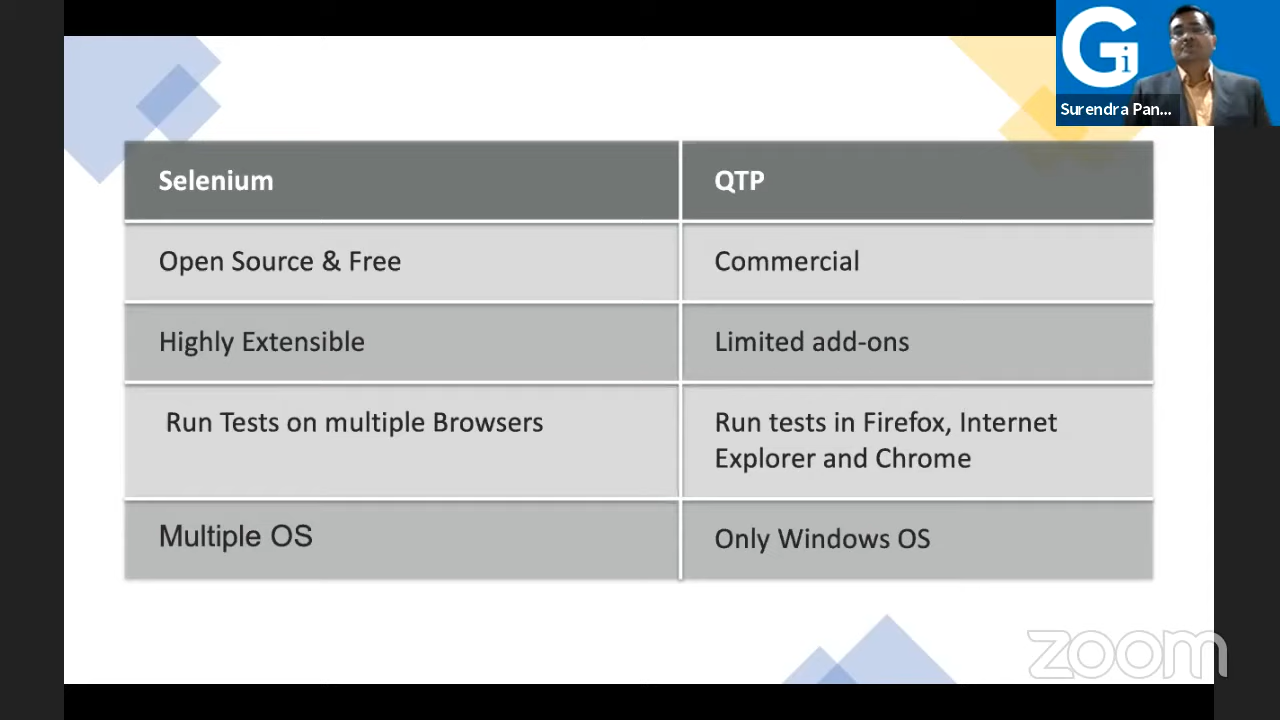 Gi
Surendra Pan...
Selenium
QTP
Open Source & Free
Commercial
Highly Extensible
Limited add-ons
Run Tests on multiple Browsers
Run tests in Firefox, Internet
Explorer and Chrome
Multiple OS
Only Windows OS
zoom